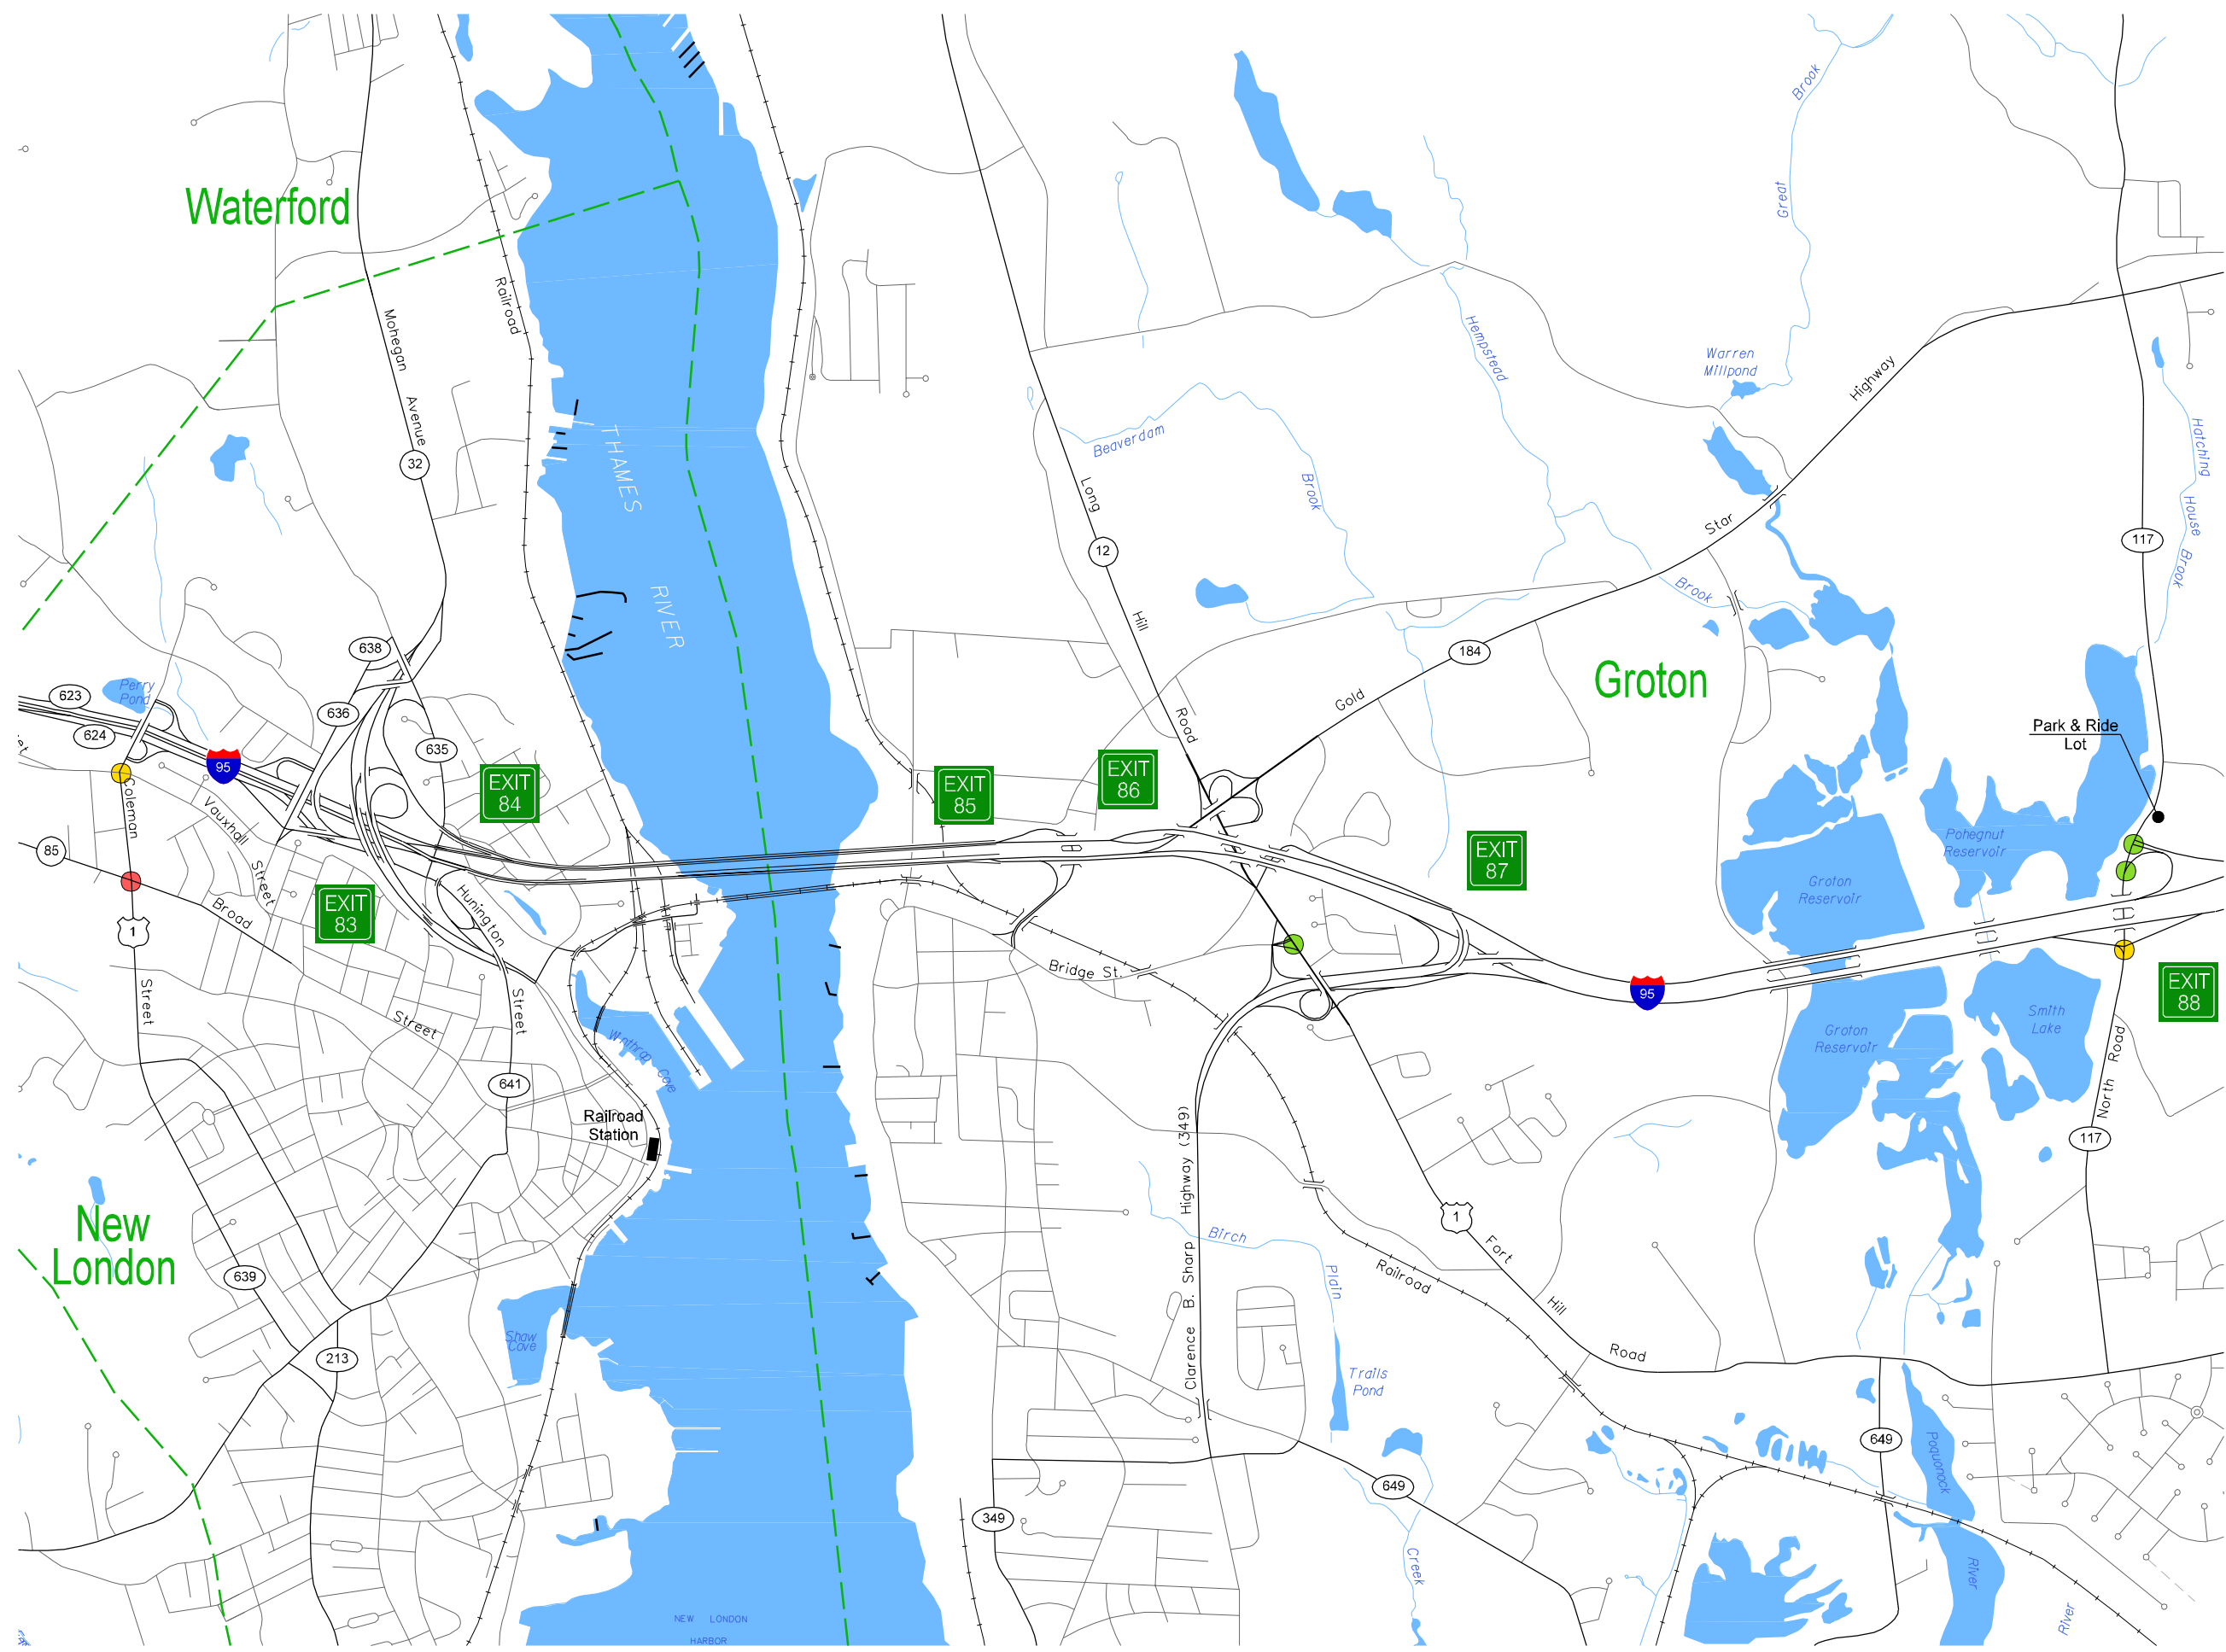 Waterford
Great
Brook
Railroad
Mohegan
Avenue
32
THAMES
RIVER
Hempstead
Brook
Warren
Millpond
Highway
Star
Gold
184
Beaverdam
Brook
Long
12
Hill
Road
Hatching
House
Brook
117
Groton
638
636
635
623
624
Perry
Pond
95
Coleman
Vauxhall
Street
85
Broad
Street
1
Street
EXIT
84
EXIT
83
EXIT
85
EXIT
86
EXIT
87
EXIT
88
Park & Ride
Lot
Pohegnut
Reservoir
Groton
Reservoir
Groton
Reservoir
Smith
Lake
95
Hunington
Street
641
Bridge St.
Winthrop Cove
Railroad
Station
North Road
117
New
London
639
213
Shaw
Cove
Clarence B. Sharp Highway (349)
Birch
Plain
Railroad
1
Fort
Hill
Road
Trails
Pond
Creek
649
649
349
Poquonock
River
River
NEW LONDON
HARBOR